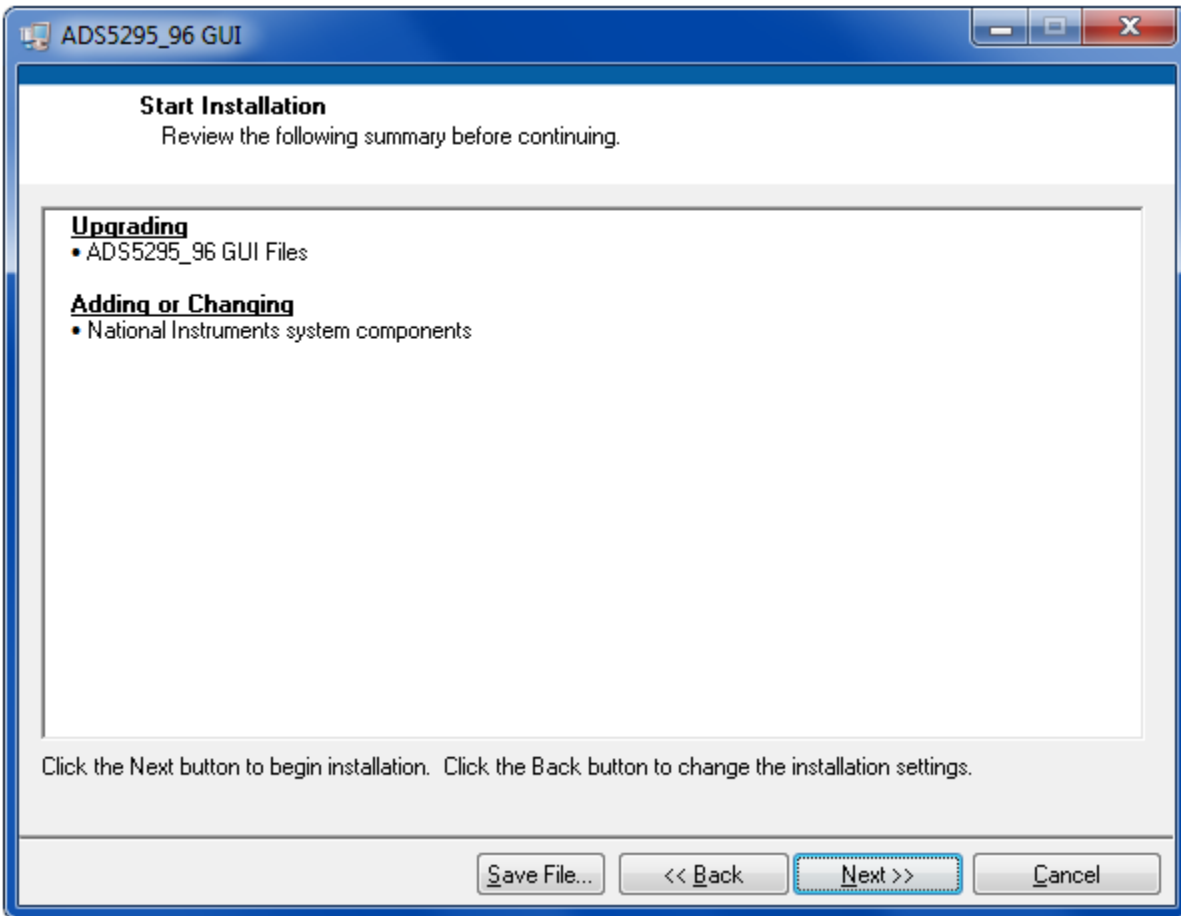 ADS5295_96 GUI
Start Installation
Review the following summary before continuing.
Upgrading
• ADS5295_96 GUI Files
Adding or Changing
• National Instruments system components
Click the Next button to begin installation.  Click the Back button to change the installation settings.
Save File...
<< Back
Next >>
Cancel